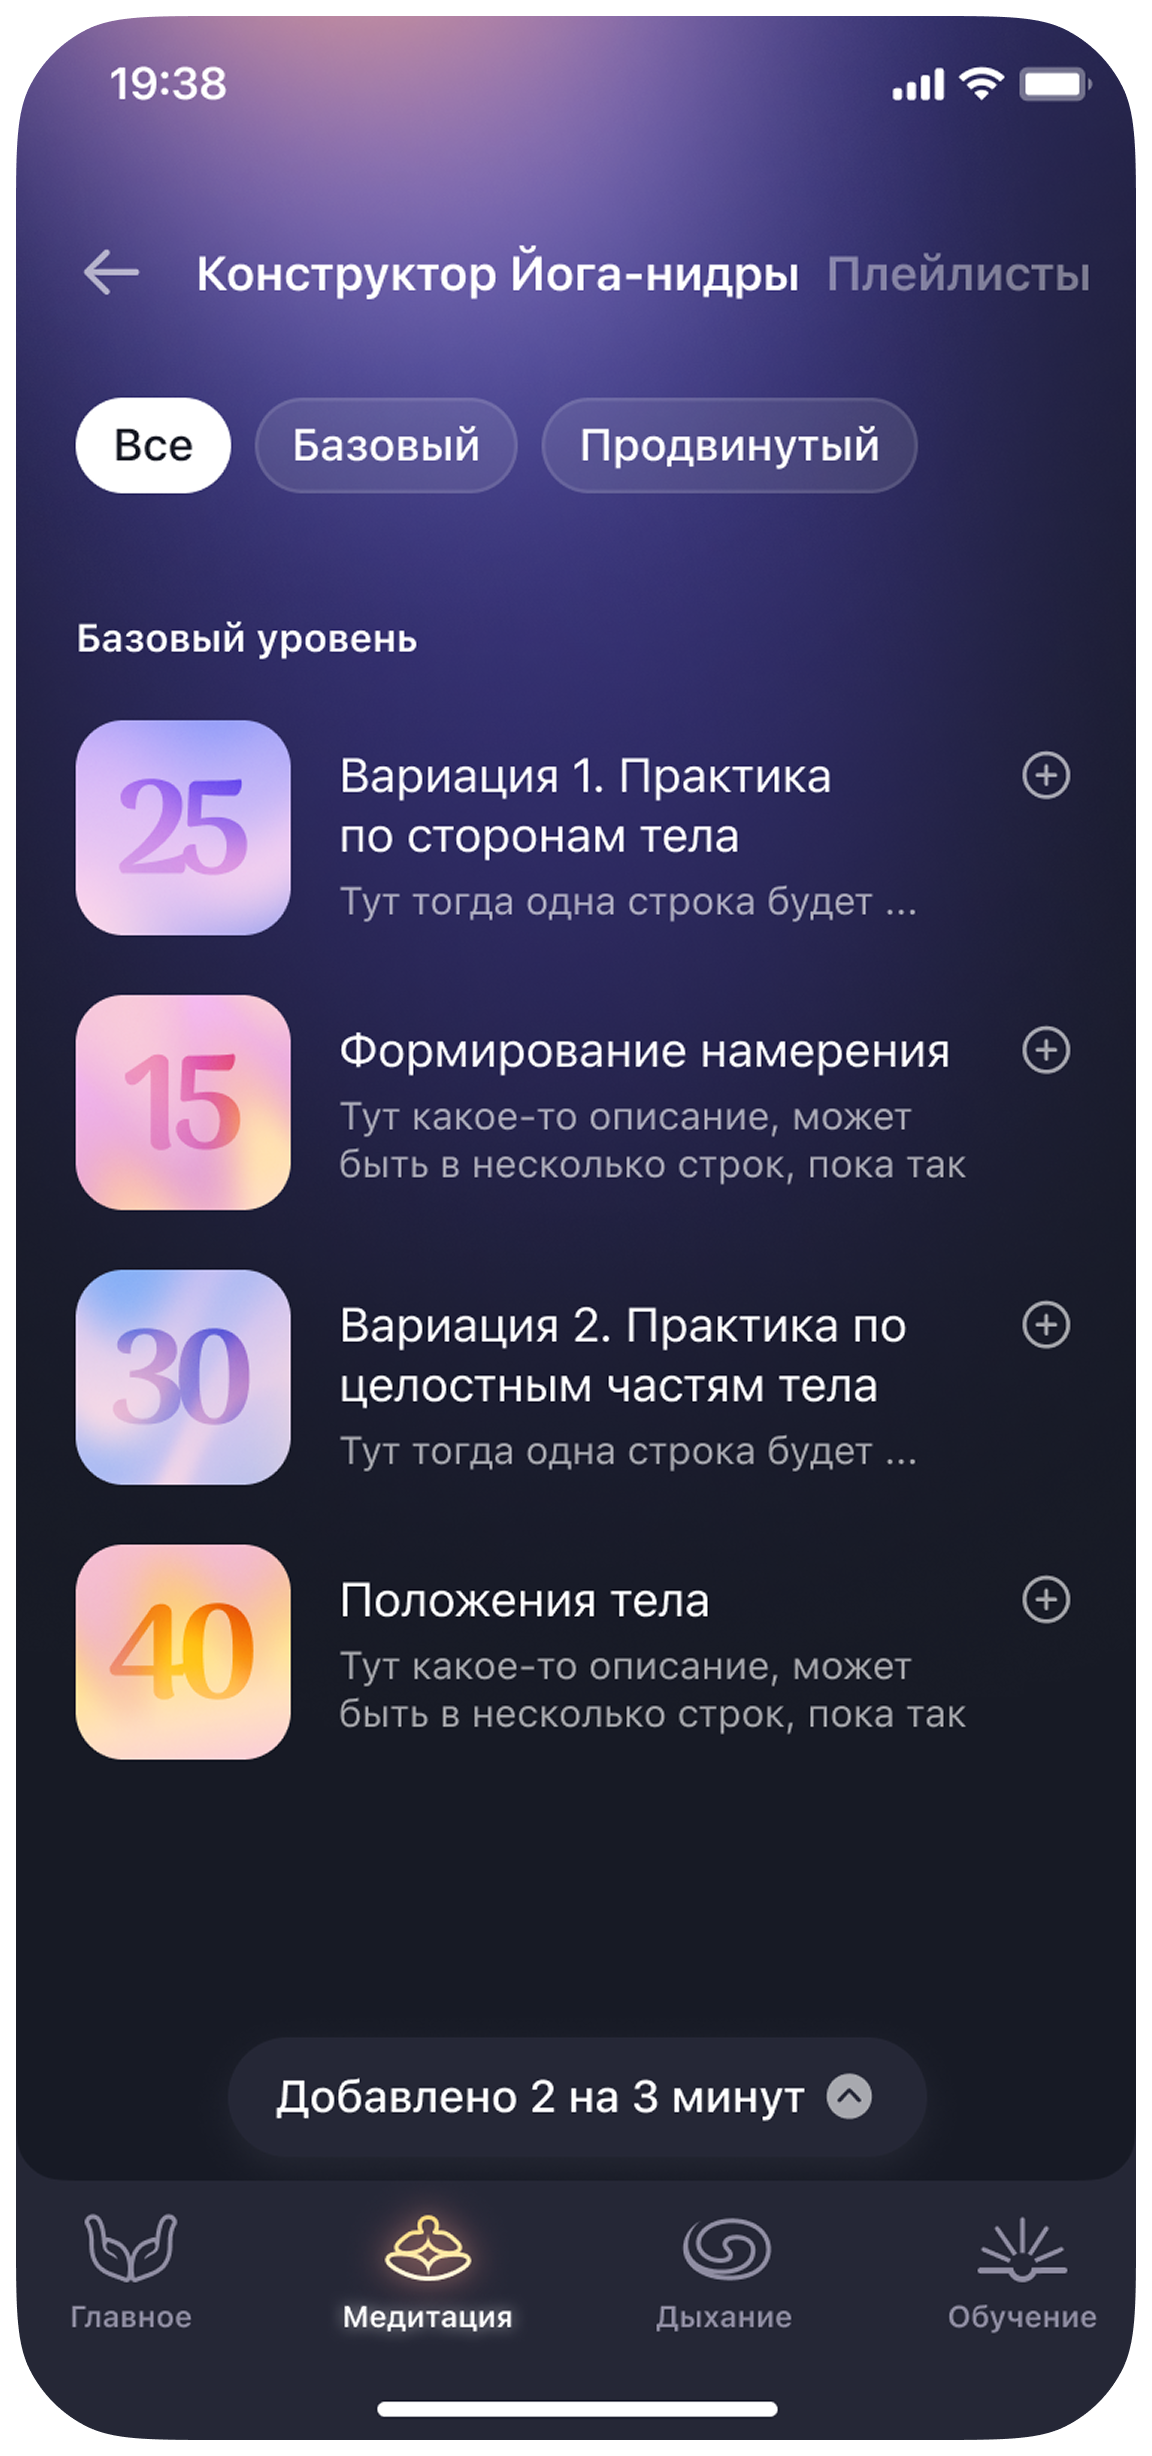 19:38
Конструктор Йога-нидры Плейлисты
Все Базовый Продвинутый
Базовый уровень
25
Вариация 1. Практика
по сторонам тела
Тут тогда одна строка будет ...
15
Формирование намерения
Тут какое-то описание, может
быть в несколько строк, пока так
30
Вариация 2. Практика по
целостным частям тела
Тут тогда одна строка будет ...
40
Положения тела
Тут какое-то описание, может
быть в несколько строк, пока так
Добавлено 2 на 3 минут
Главное Медитация Дыхание Обучение